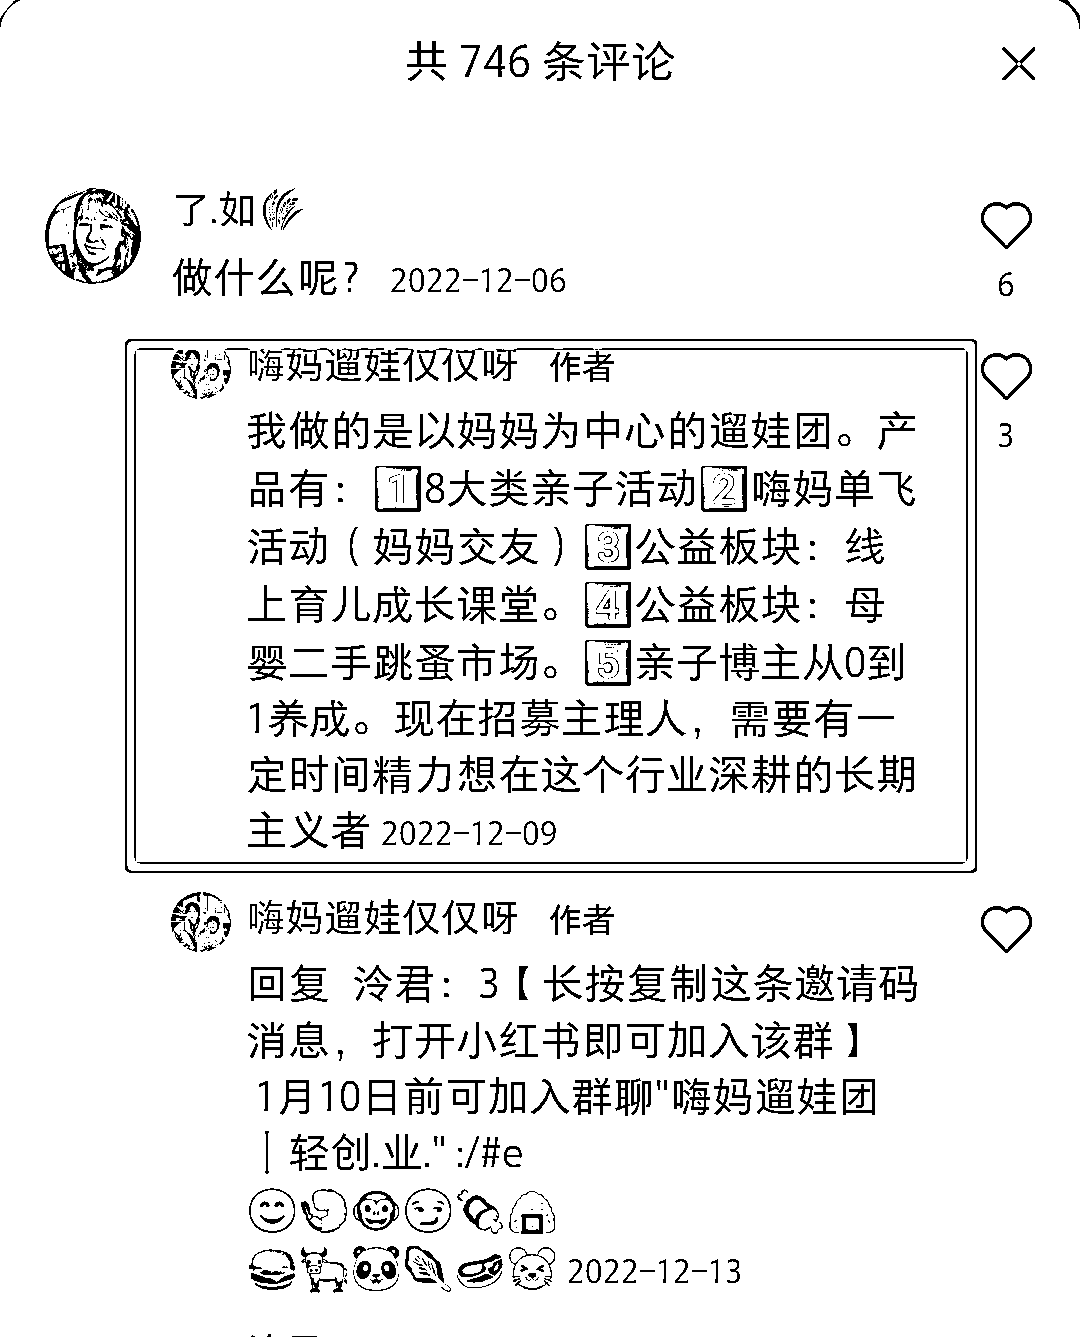 共 746 条评论
了.如🌾
做什么呢? 2022-12-06
6
嗨妈遛娃仅仅呀 作者
3
我做的是以妈妈为中心的遛娃团。产
品有：1️⃣8大类亲子活动2️⃣嗨妈单飞
活动（妈妈交友）3️⃣公益板块：线
上育儿成长课堂。4️⃣公益板块：母
婴二手跳蚤市场。5️⃣亲子博主从0到
1养成。现在招募主理人，需要有一
定时间精力想在这个行业深耕的长期
主义者 2022-12-09
嗨妈遛娃仅仅呀 作者
回复 泠君：3【长按复制这条邀请码
消息，打开小红书即可加入该群】
1月10日前可加入群聊"嗨妈遛娃团
｜轻创.业.":/#e
😊🍤🐵😏🍖🍙
🍔🐂🐼🍃🥓🐹 2022-12-13